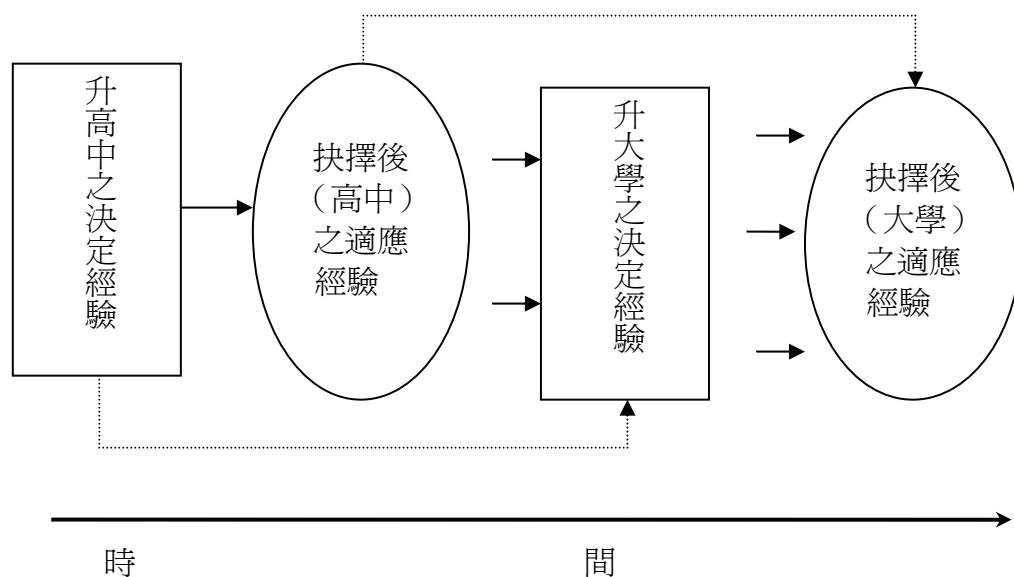 升高中之決定經驗
抉擇後
（高中）
之適應
經驗
升大學之決定經驗
抉擇後
（大學）
之適應
經驗
時 間